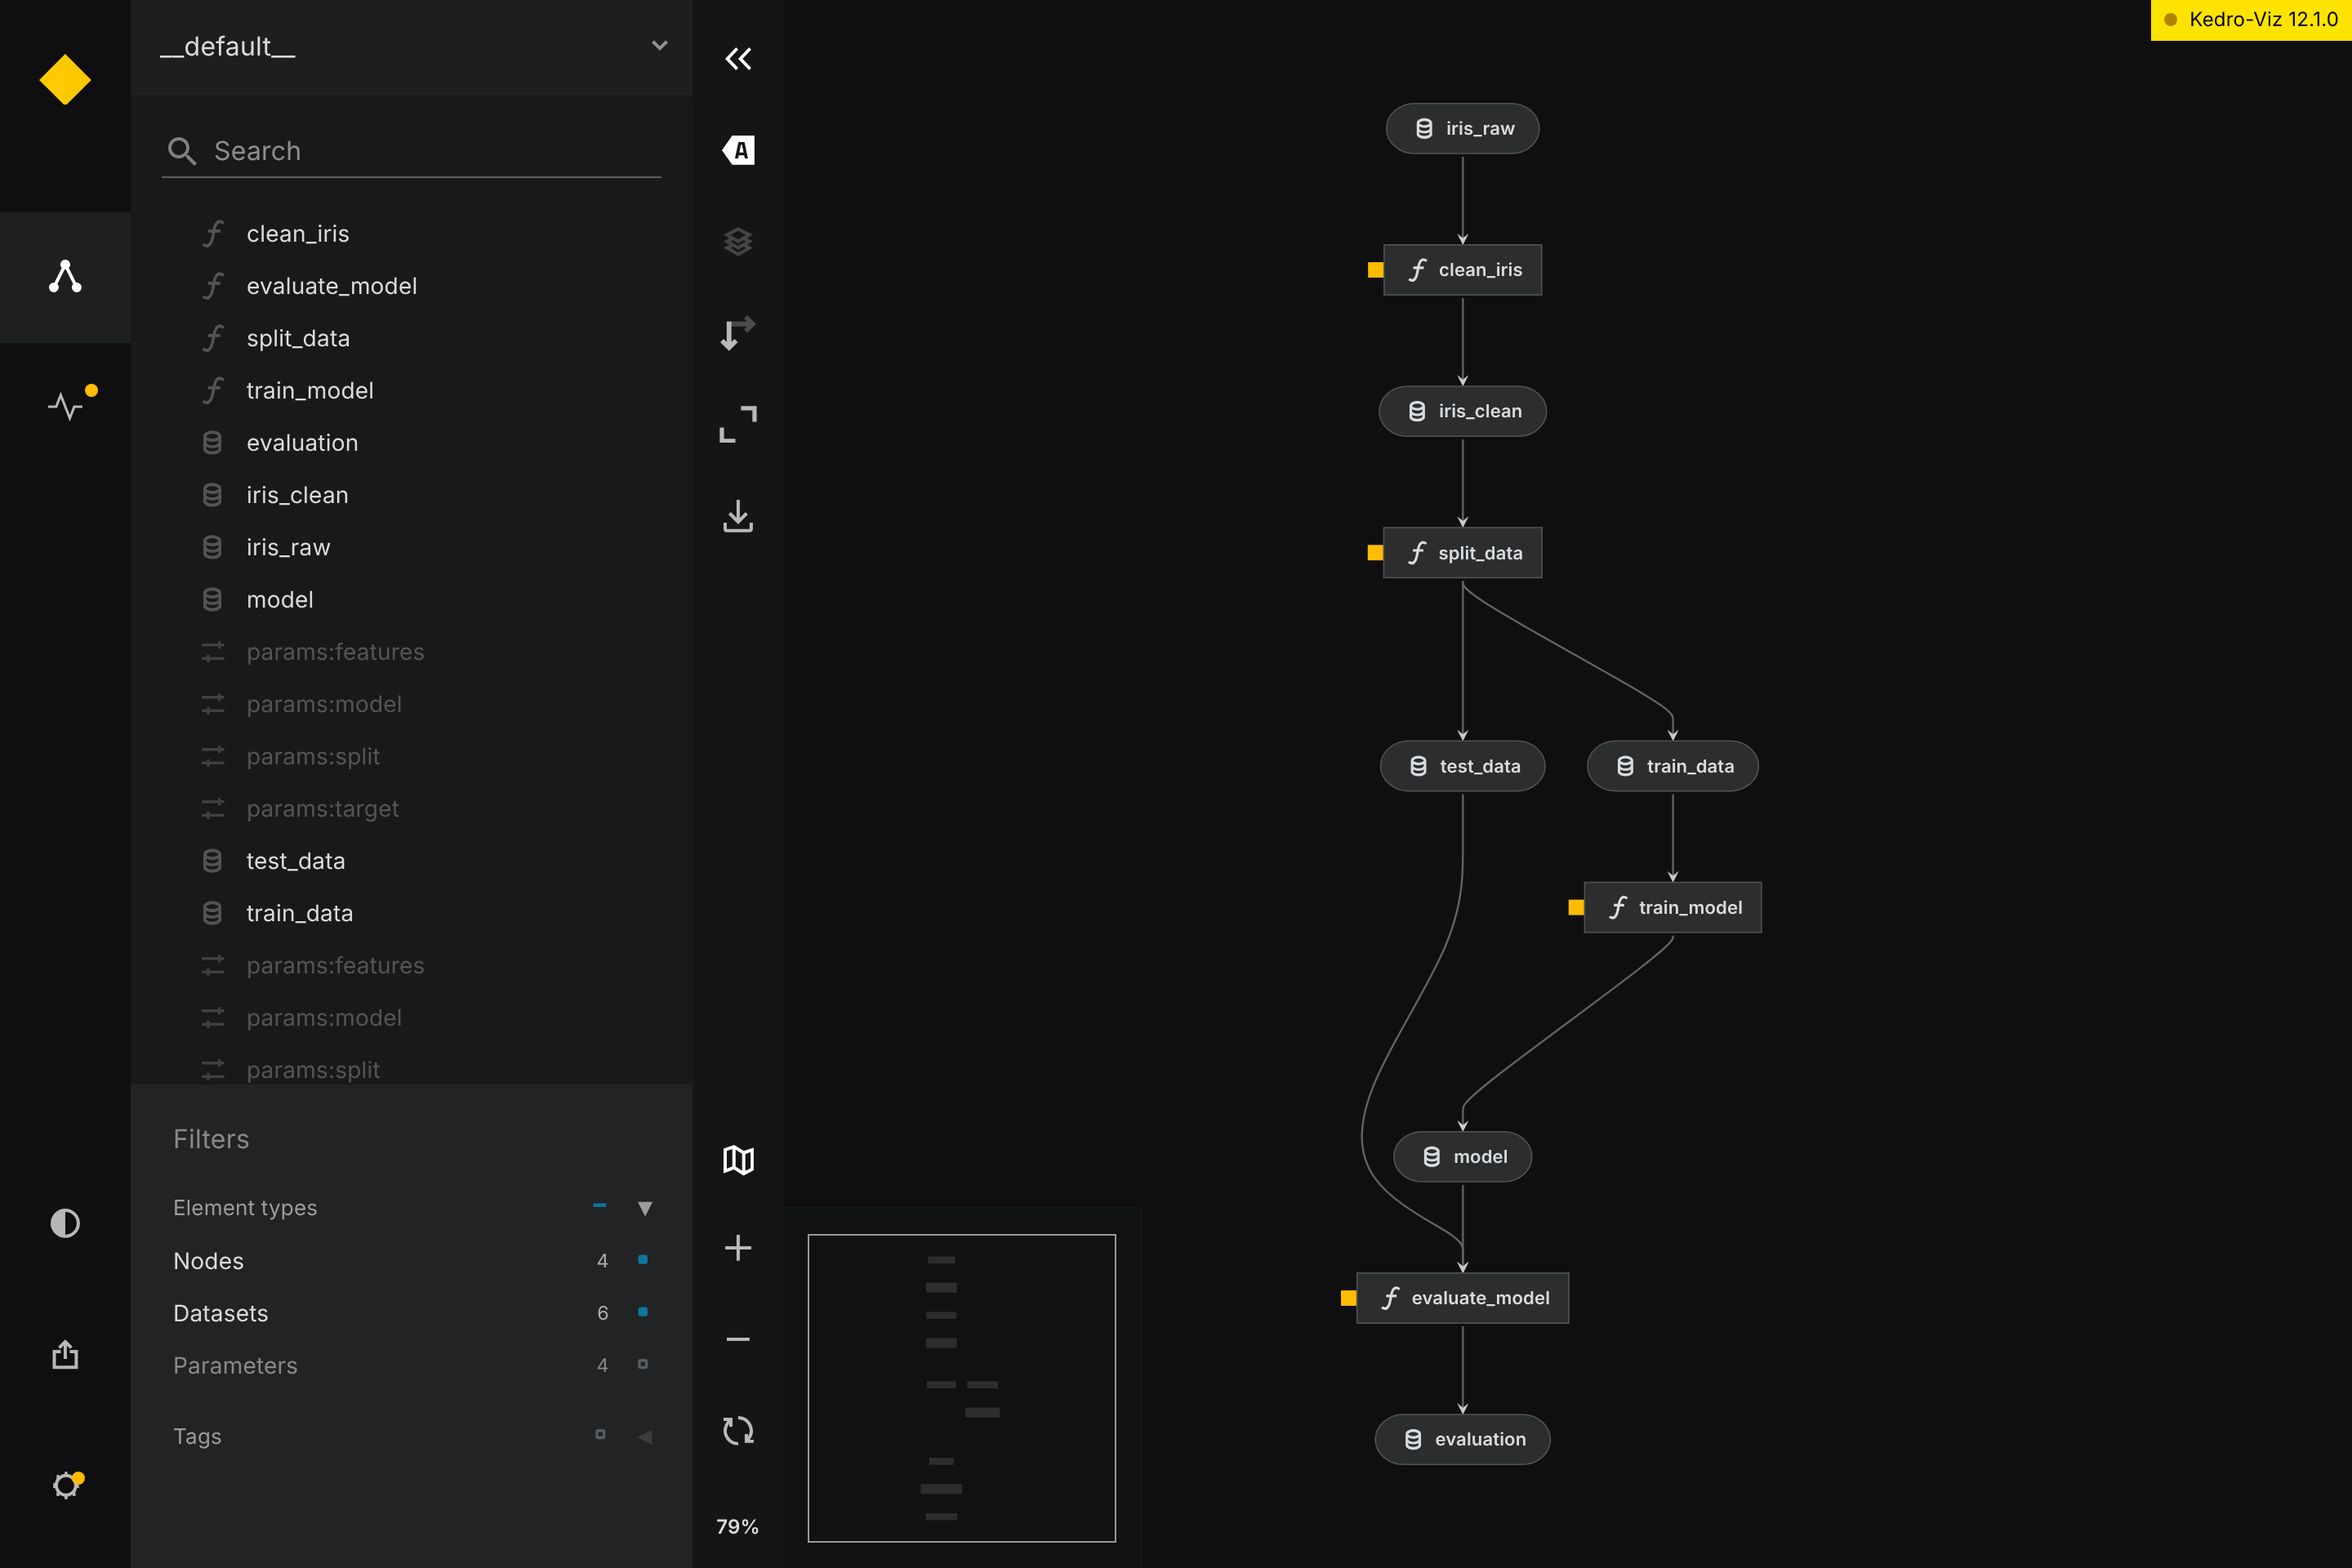 __default__
Search
clean_iris
evaluate_model
split_data
train_model
evaluation
iris_clean
iris_raw
model
params:features
params:model
params:split
params:target
test_data
train_data
params:features
params:model
params:split
Filters
Element types
Nodes 4
Datasets 6
Parameters 4
Tags
A
79%
Kedro-Viz 12.1.0
iris_raw
clean_iris
iris_clean
split_data
test_data train_data
train_model
model
evaluate_model
evaluation